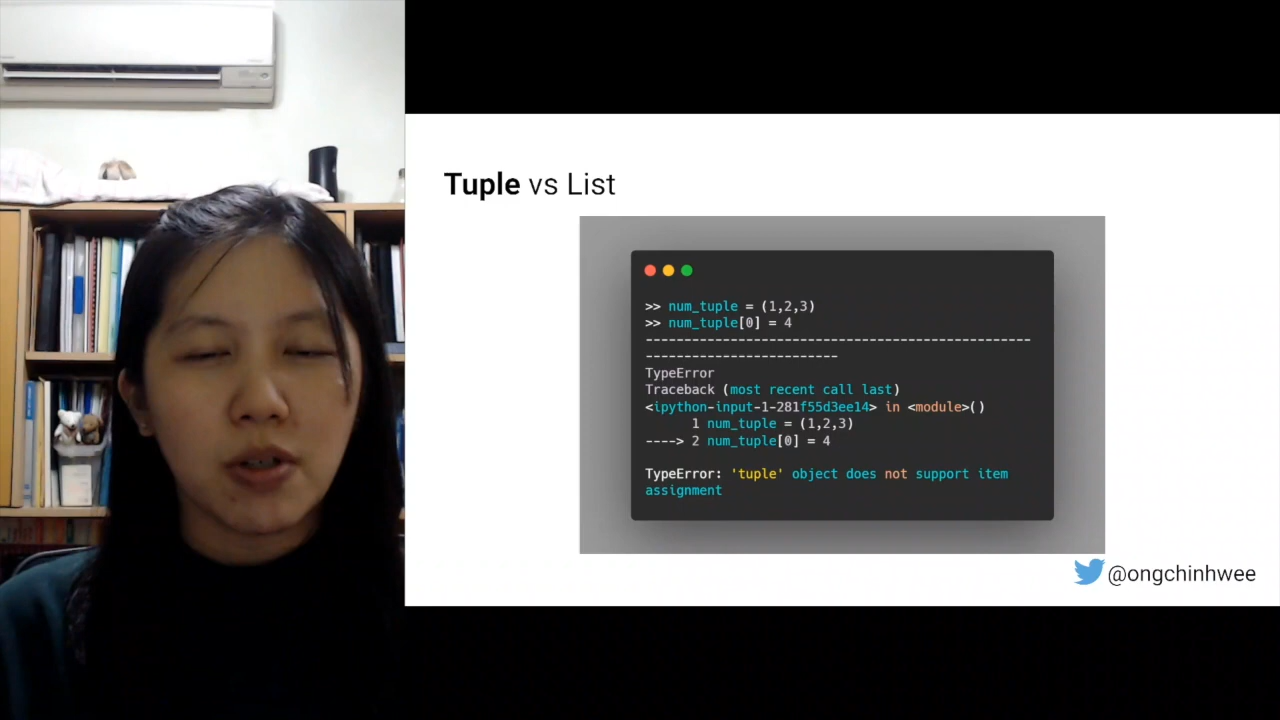 Tuple vs List
>> num_tuple = (1,2,3)
>> num_tuple[0] = 4
--------------------------------------------------
-------------------------
TypeError
Traceback (most recent call last)
<ipython-input-1-281f55d3ee14> in <module>()
1 num_tuple = (1,2,3)
----> 2 num_tuple[0] = 4
TypeError: 'tuple' object does not support item
assignment
@ongchinhwee